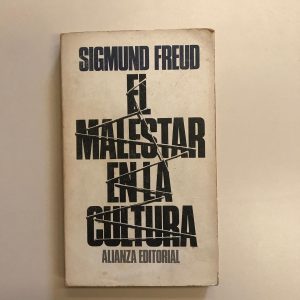 SIGMUND FREUD
EL
MALESTAR
EN LA
CULTURA
ALIANZA EDITORIAL